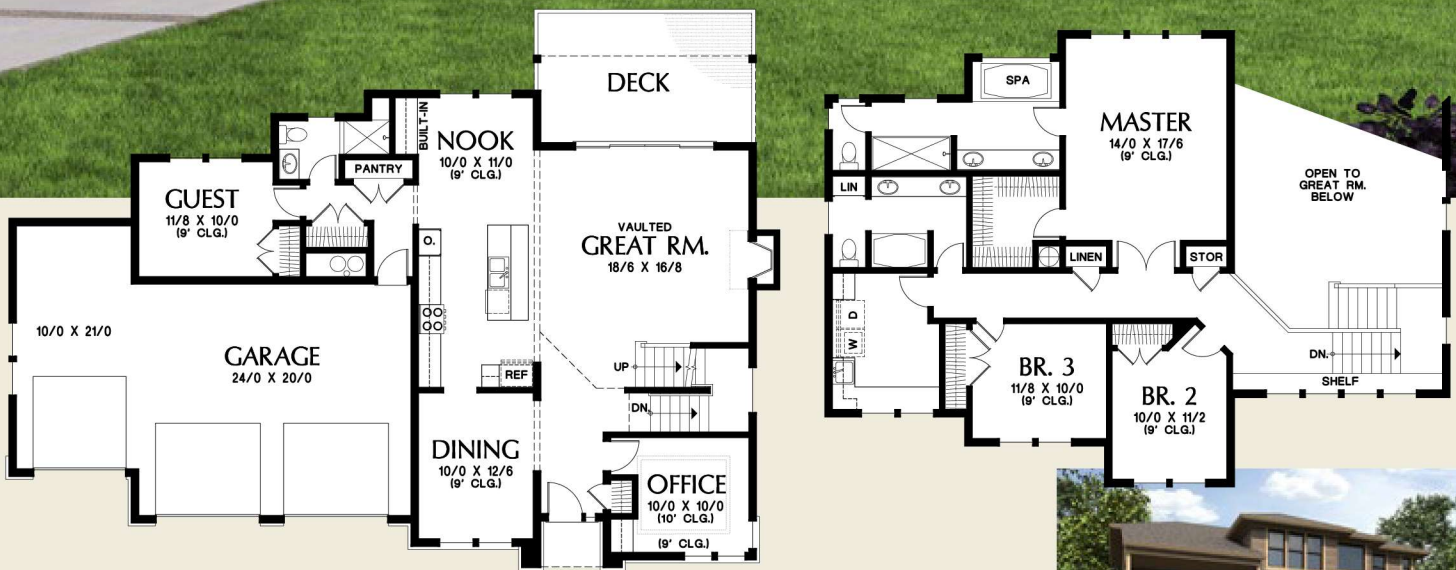 DECK
BUILT-IN
NOOK
10/0 X 11/0
(9' CLG.)
PANTRY
GUEST
11/8 X 10/0
(9' CLG.)
O.
VAULTED
GREAT RM.
18/6 X 16/8
10/0 X 21/0
GARAGE
24/0 X 20/0
REF
UP
DN.
DINING
10/0 X 12/6
(9' CLG.)
OFFICE
10/0 X 10/0
(10' CLG.)
(9' CLG.)
SPA
MASTER
14/0 X 17/6
(9' CLG.)
LIN
OPEN TO
GREAT RM.
BELOW
LINEN
STOR
D
W
BR. 3
11/8 X 10/0
(9' CLG.)
BR. 2
10/0 X 11/2
(9' CLG.)
DN.
SHELF